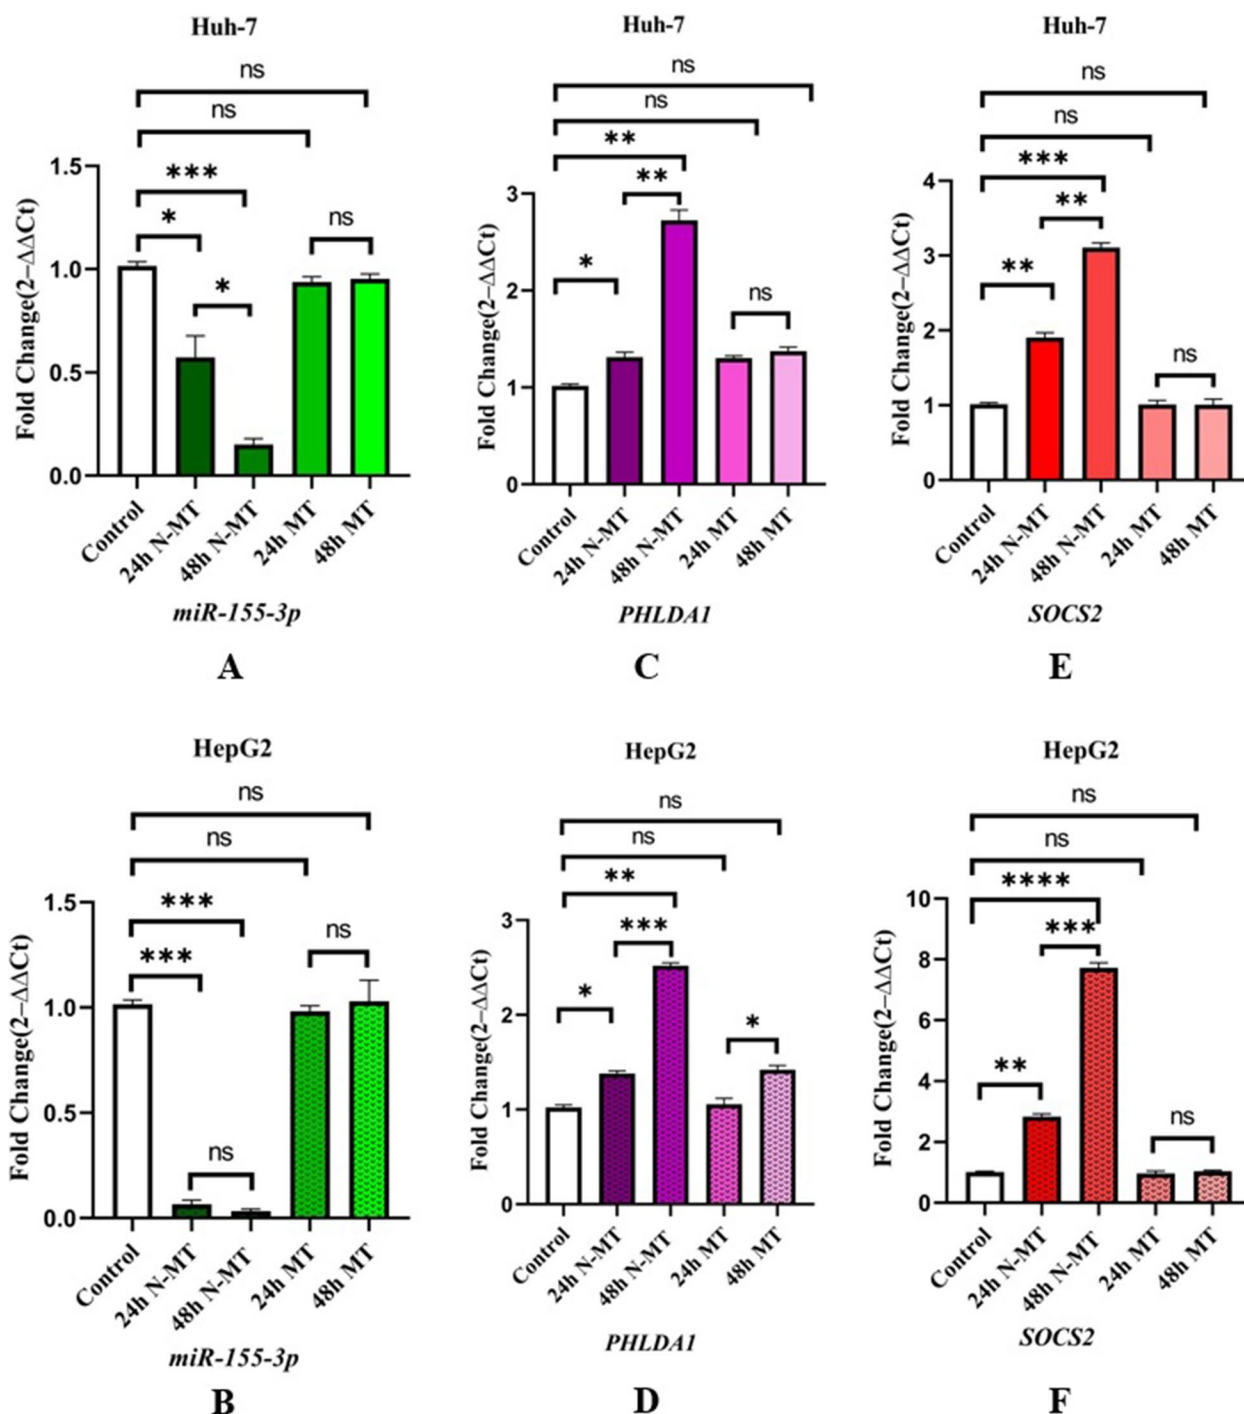 Huh-7
ns
ns
***
*
ns
*
Fold Change(2−ΔΔCt)
1.5
1.0
0.5
0.0
Control
24h N-MT
48h N-MT
24h MT
48h MT
miR-155-3p
A
Huh-7
ns
ns
**
**
*
ns
Fold Change(2−ΔΔCt)
3
2
1
0
Control
24h N-MT
48h N-MT
24h MT
48h MT
PHLDA1
C
Huh-7
ns
ns
***
**
**
ns
Fold Change(2−ΔΔCt)
4
3
2
1
0
Control
24h N-MT
48h N-MT
24h MT
48h MT
SOCS2
E
HepG2
ns
ns
***
***
ns
ns
Fold Change(2−ΔΔCt)
1.5
1.0
0.5
0.0
Control
24h N-MT
48h N-MT
24h MT
48h MT
miR-155-3p
B
HepG2
ns
ns
**
***
*
*
Fold Change(2−ΔΔCt)
3
2
1
0
Control
24h N-MT
48h N-MT
24h MT
48h MT
PHLDA1
D
HepG2
ns
ns
****
***
**
ns
Fold Change(2−ΔΔCt)
10
8
6
4
2
0
Control
24h N-MT
48h N-MT
24h MT
48h MT
SOCS2
F